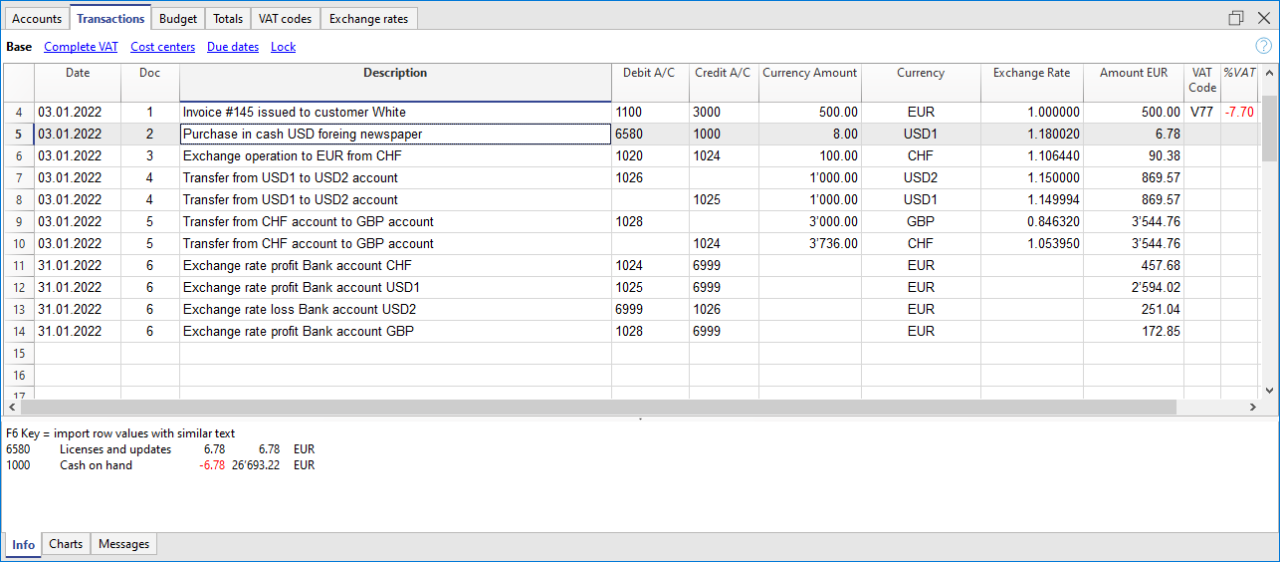 Accounts Transactions Budget Totals VAT codes Exchange rates
Base Complete VAT Cost centers Due dates Lock ?
Date Doc Description Debit A/C Credit A/C Currency Amount Currency Exchange Rate Amount EUR VAT Code %VAT
4 03.01.2022 1 Invoice #145 issued to customer White 1100 3000 500.00 EUR 1.000000 500.00 V77 -7.70
5 03.01.2022 2 Purchase in cash USD foreing newspaper 6580 1000 8.00 USD1 1.180020 6.78
6 03.01.2022 3 Exchange operation to EUR from CHF 1020 1024 100.00 CHF 1.106440 90.38
7 03.01.2022 4 Transfer from USD1 to USD2 account 1026 1'000.00 USD2 1.150000 869.57
8 03.01.2022 4 Transfer from USD1 to USD2 account 1025 1'000.00 USD1 1.149994 869.57
9 03.01.2022 5 Transfer from CHF account to GBP account 1028 3'000.00 GBP 0.846320 3'544.76
10 03.01.2022 5 Transfer from CHF account to GBP account 1024 3'736.00 CHF 1.053950 3'544.76
11 31.01.2022 6 Exchange rate profit Bank account CHF 1024 6999 EUR 457.68
12 31.01.2022 6 Exchange rate profit Bank account USD1 1025 6999 EUR 2'594.02
13 31.01.2022 6 Exchange rate loss Bank account USD2 6999 1026 EUR 251.04
14 31.01.2022 6 Exchange rate profit Bank account GBP 1028 6999 EUR 172.85
15
16
17
F6 Key = import row values with similar text
6580 Licenses and updates 6.78 6.78 EUR
1000 Cash on hand -6.78 26'693.22 EUR
Info Charts Messages